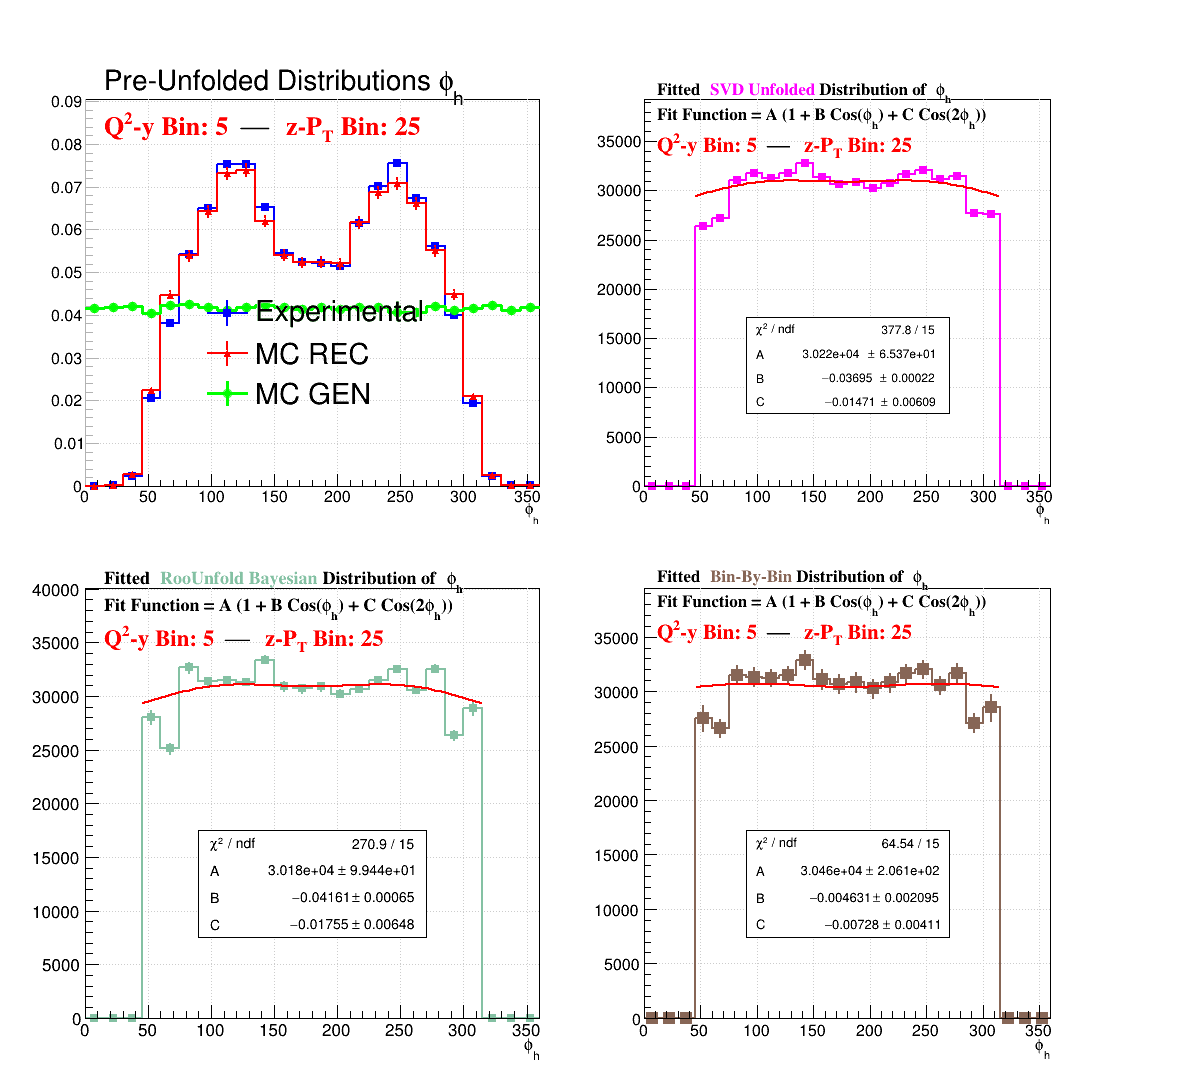 Pre-Unfolded Distributions ϕh
Q²-y Bin: 5 — z-PT Bin: 25
0.09
0.08
0.07
0.06
0.05
0.04
0.03
0.02
0.01
0
Experimental
MC REC
MC GEN
0 50 100 150 200 250 300 350
ϕh
Fitted SVD Unfolded Distribution of ϕh
Fit Function = A (1 + B Cos(ϕh) + C Cos(2ϕh))
Q²-y Bin: 5 — z-PT Bin: 25
35000
30000
25000
20000
15000
10000
5000
0
χ² / ndf 377.8 / 15
A 3.022e+04 ± 6.537e+01
B −0.03695 ± 0.00022
C −0.01471 ± 0.00609
0 50 100 150 200 250 300 350
ϕh
Fitted RooUnfold Bayesian Distribution of ϕh
Fit Function = A (1 + B Cos(ϕh) + C Cos(2ϕh))
Q²-y Bin: 5 — z-PT Bin: 25
40000
35000
30000
25000
20000
15000
10000
5000
0
χ² / ndf 270.9 / 15
A 3.018e+04 ± 9.944e+01
B −0.04161 ± 0.00065
C −0.01755 ± 0.00648
0 50 100 150 200 250 300 350
ϕh
Fitted Bin-By-Bin Distribution of ϕh
Fit Function = A (1 + B Cos(ϕh) + C Cos(2ϕh))
Q²-y Bin: 5 — z-PT Bin: 25
35000
30000
25000
20000
15000
10000
5000
0
χ² / ndf 64.54 / 15
A 3.046e+04 ± 2.061e+02
B −0.004631 ± 0.002095
C −0.00728 ± 0.00411
0 50 100 150 200 250 300 350
ϕh